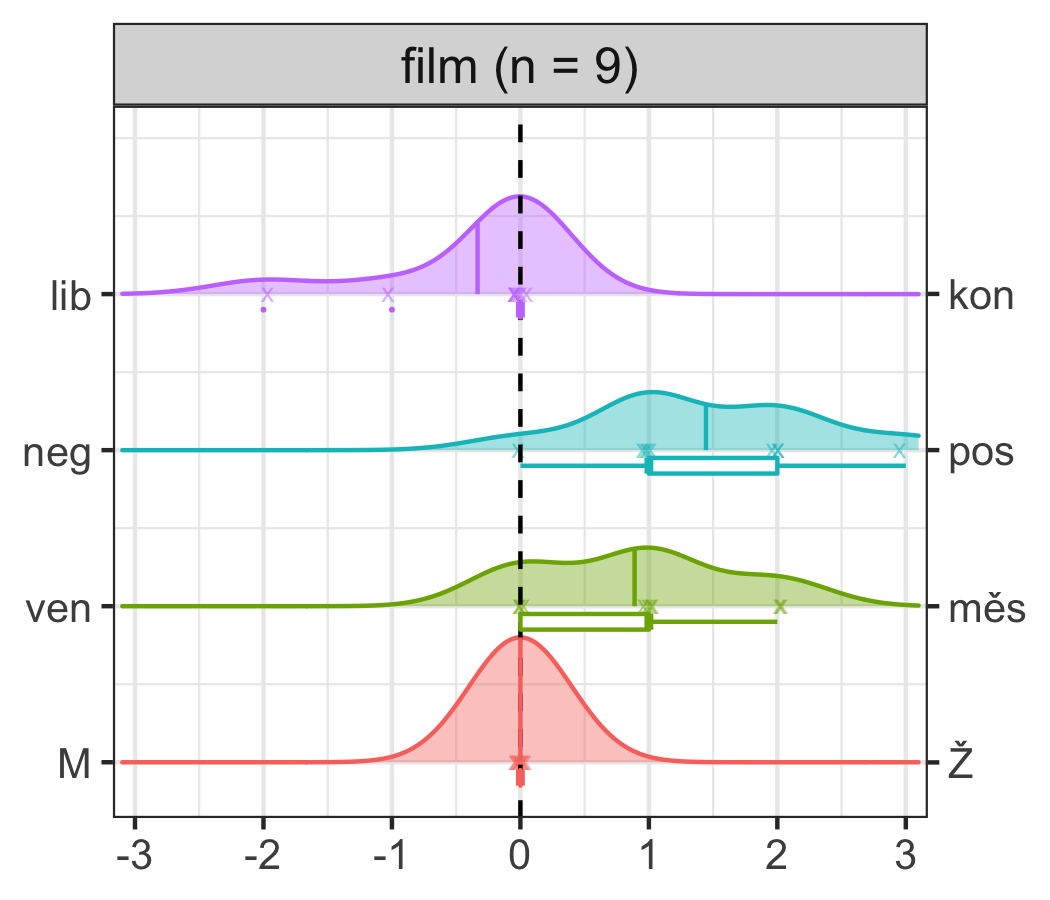 film (n = 9)
lib kon
neg pos
ven měs
M Ž
-3 -2 -1 0 1 2 3